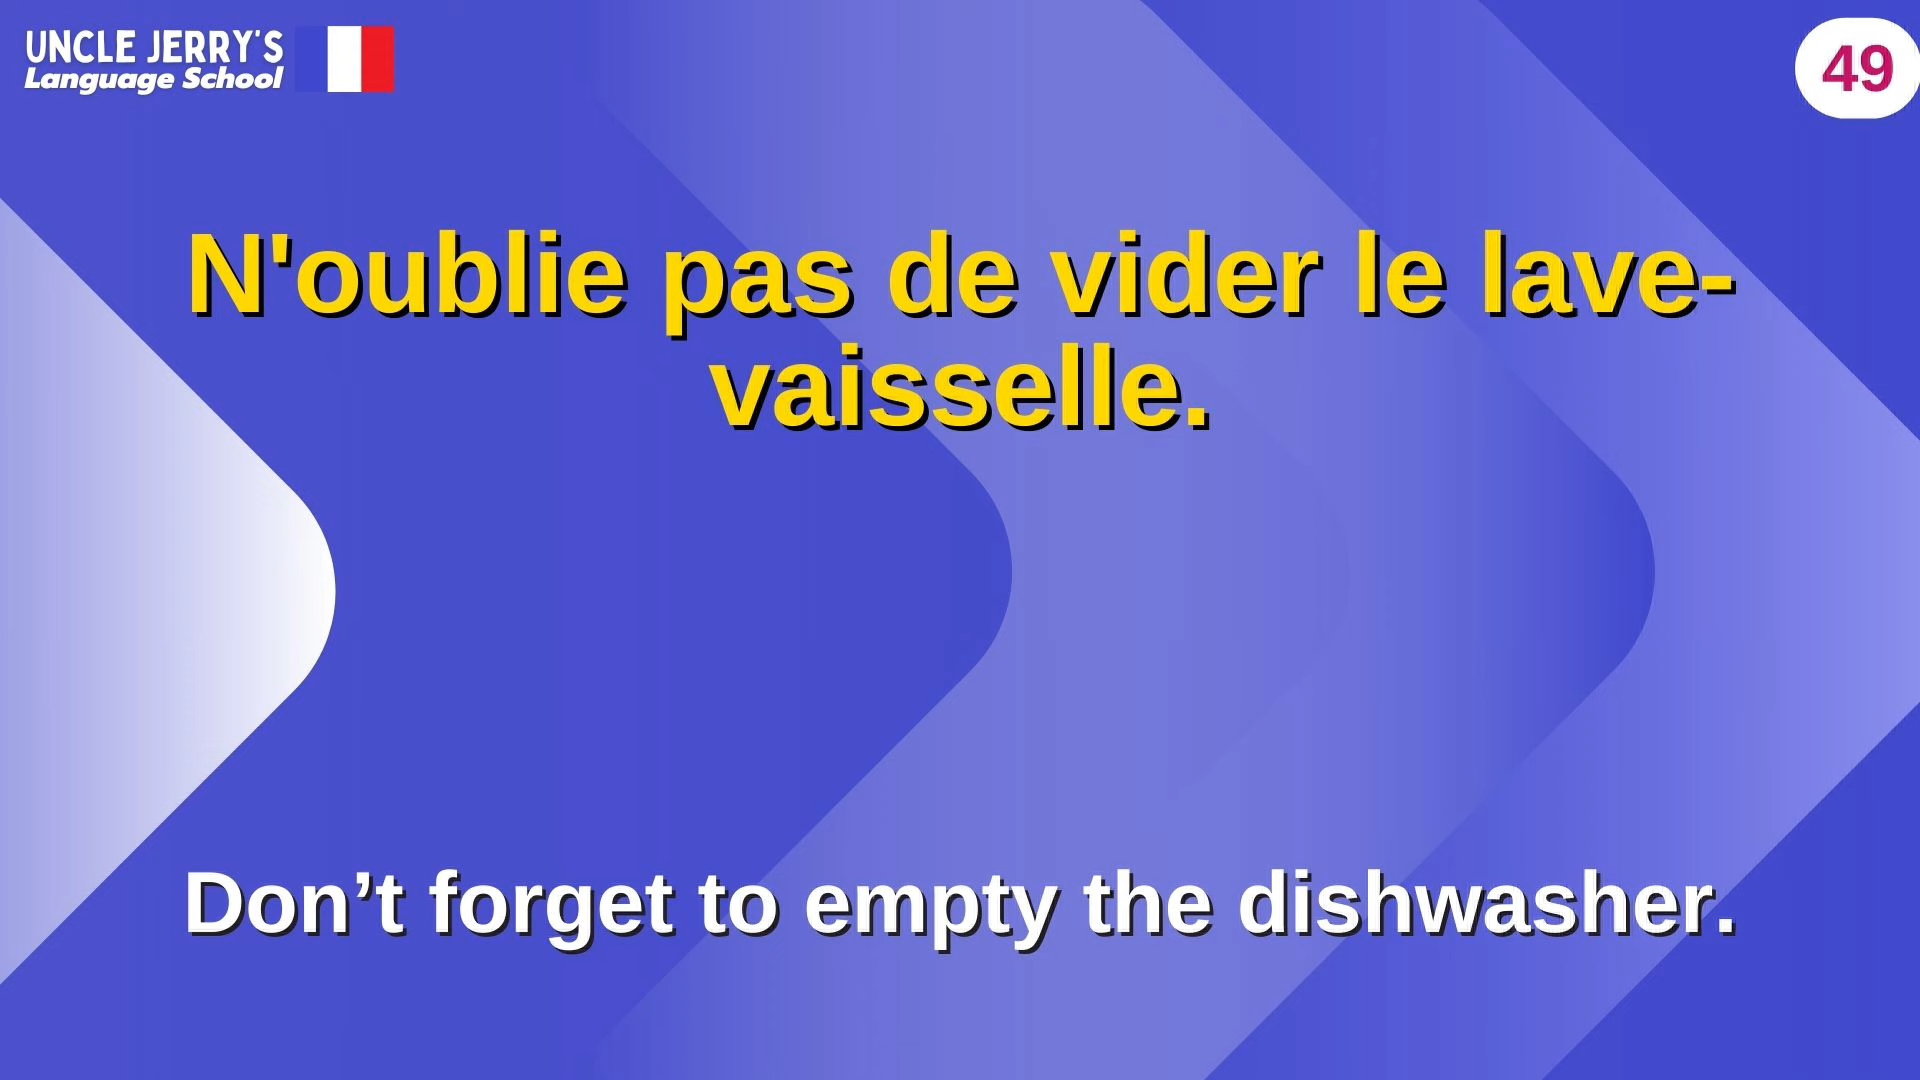 UNCLE JERRY'S
Language School
49
N'oublie pas de vider le lave-
vaisselle.
Don’t forget to empty the dishwasher.